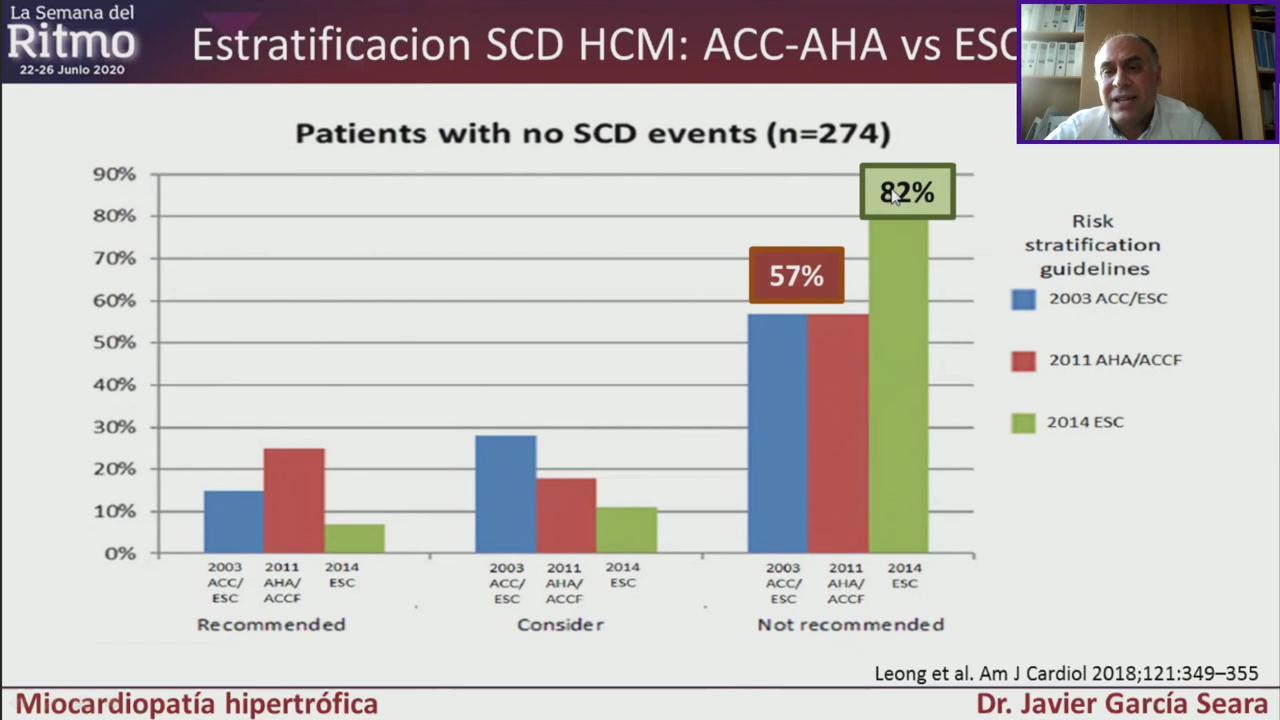 La Semana del
Ritmo
22-26 Junio 2020
Estratificacion SCD HCM: ACC-AHA vs ESC
Patients with no SCD events (n=274)
90%
80%
70%
60%
50%
40%
30%
20%
10%
0%
57%
82%
Risk
stratification
guidelines
2003 ACC/ESC
2011 AHA/ACCF
2014 ESC
2003
ACC/
ESC
2011
AHA/
ACCF
2014
ESC
Recommended
2003
ACC/
ESC
2011
AHA/
ACCF
2014
ESC
Consider
2003
ACC/
ESC
2011
AHA/
ACCF
2014
ESC
Not recommended
Leong et al. Am J Cardiol 2018;121:349–355
Miocardiopatía hipertrófica
Dr. Javier García Seara